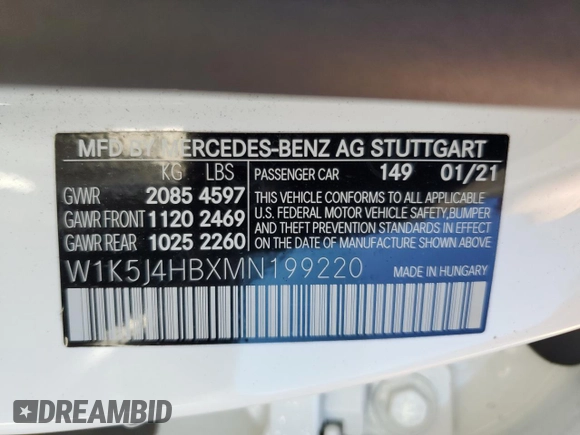 MFD BY MERCEDES-BENZ AG STUTTGART
KG LBS
PASSENGER CAR 149 01/21
GVWR 2085 4597
GAWR FRONT 1120 2469
GAWR REAR 1025 2260
THIS VEHICLE CONFORMS TO ALL APPLICABLE
U.S. FEDERAL MOTOR VEHICLE SAFETY, BUMPER
AND THEFT PREVENTION STANDARDS IN EFFECT
ON THE DATE OF MANUFACTURE SHOWN ABOVE.
W1K5J4HBXMN199220
MADE IN HUNGARY
DREAMBID